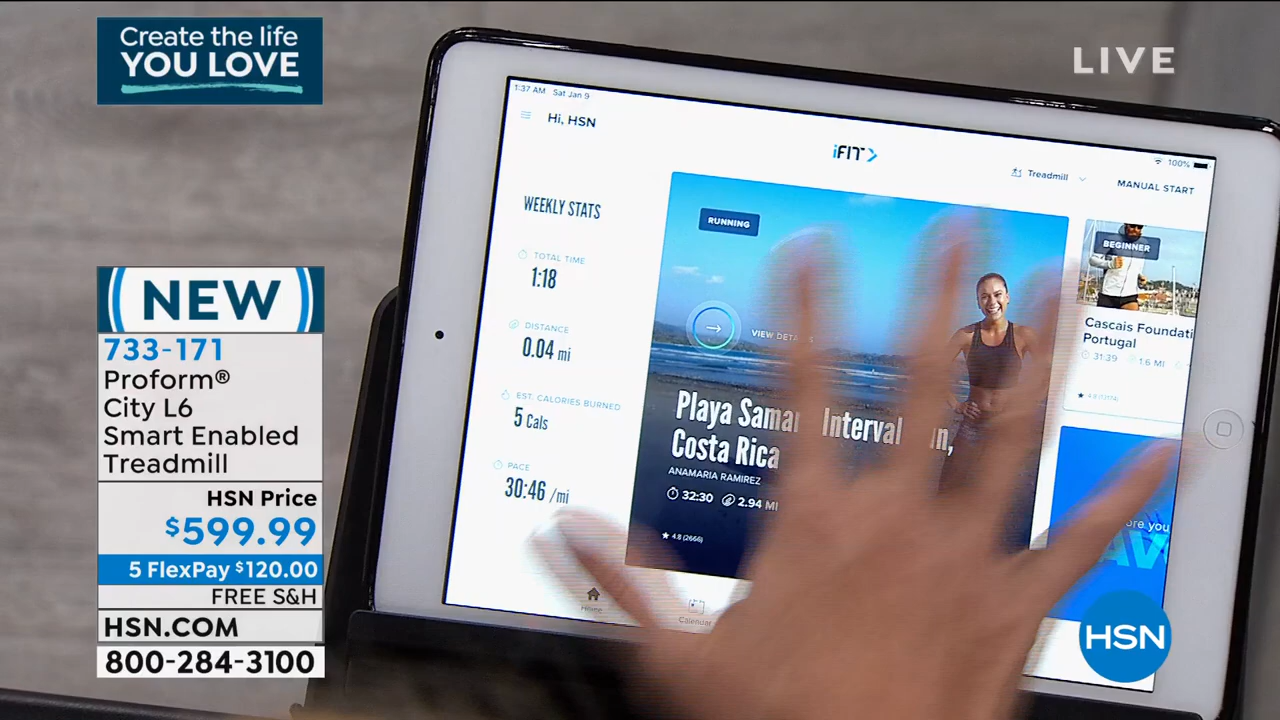 Create the life
YOU LOVE
LIVE
NEW
733-171
Proform®
City L6
Smart Enabled
Treadmill
HSN Price
$599.99
5 FlexPay $120.00
FREE S&H
HSN.COM
800-284-3100
1:37 AM Sat Jan 9
100%
Hi, HSN
iFIT
Treadmill
MANUAL START
WEEKLY STATS
TOTAL TIME
1:18
DISTANCE
0.04 mi
EST. CALORIES BURNED
5 Cals
PACE
30:46 /mi
RUNNING
VIEW
Playa Interval
Costa Rica
ANAMARIA RAMIREZ
32:30 2.94 MI
4.8 (2666)
BEGINNER
Cascais Foundati
Portugal
31:39 1.6 MI
ore you
Home
Calendar
HSN